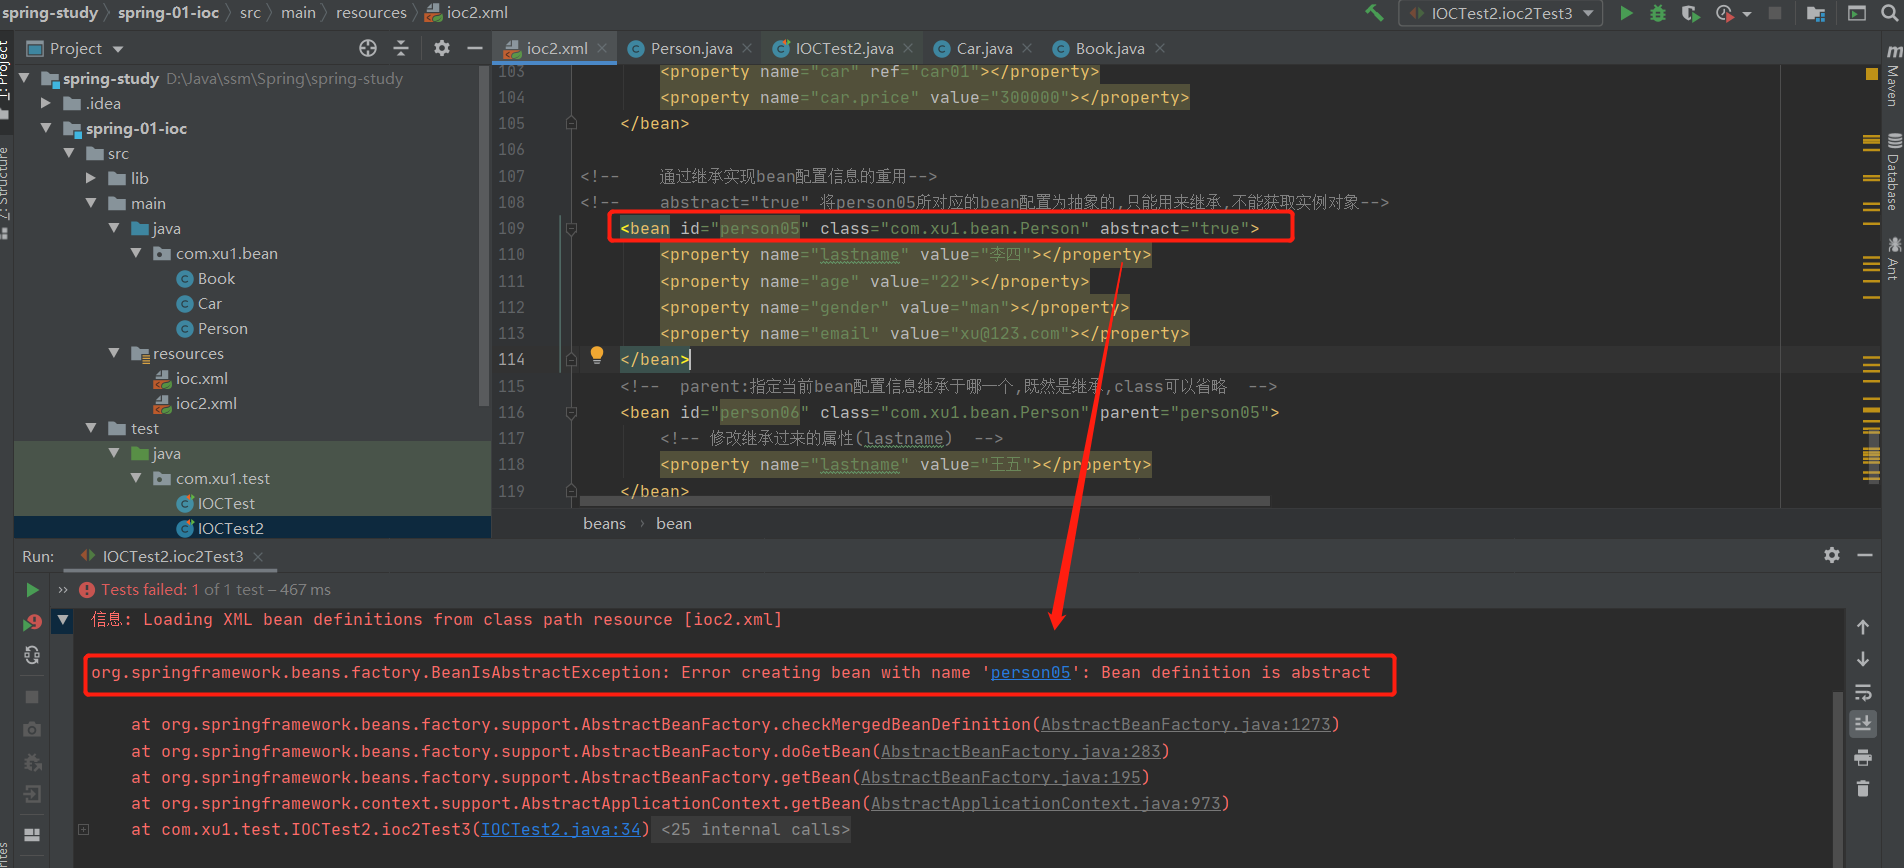 spring-study › spring-01-ioc › src › main › resources › ioc2.xml
IOCTest2.ioc2Test3
Project
ioc2.xml
Person.java
IOCTest2.java
Car.java
Book.java
1: Project
Z: Structure
Maven
Database
Ant
spring-study D:\Java\ssm\Spring\spring-study
.idea
spring-01-ioc
src
lib
main
java
com.xu1.bean
Book
Car
Person
resources
ioc.xml
ioc2.xml
test
java
com.xu1.test
IOCTest
IOCTest2
103 <property name="car" ref="car01"></property>
104 <property name="car.price" value="300000"></property>
105 </bean>
106
107 <!-- 通过继承实现bean配置信息的重用-->
108 <!-- abstract="true" 将person05所对应的bean配置为抽象的,只能用来继承,不能获取实例对象-->
109 <bean id="person05" class="com.xu1.bean.Person" abstract="true">
110 <property name="lastname" value="李四"></property>
111 <property name="age" value="22"></property>
112 <property name="gender" value="man"></property>
113 <property name="email" value="xu@123.com"></property>
114 </bean>
115 <!-- parent:指定当前bean配置信息继承于哪一个,既然是继承,class可以省略 -->
116 <bean id="person06" class="com.xu1.bean.Person" parent="person05">
117 <!-- 修改继承过来的属性(lastname) -->
118 <property name="lastname" value="王五"></property>
119 </bean>
beans › bean
Run: IOCTest2.ioc2Test3
» Tests failed: 1 of 1 test – 467 ms
信息: Loading XML bean definitions from class path resource [ioc2.xml]
org.springframework.beans.factory.BeanIsAbstractException: Error creating bean with name 'person05': Bean definition is abstract
at org.springframework.beans.factory.support.AbstractBeanFactory.checkMergedBeanDefinition(AbstractBeanFactory.java:1273)
at org.springframework.beans.factory.support.AbstractBeanFactory.doGetBean(AbstractBeanFactory.java:283)
at org.springframework.beans.factory.support.AbstractBeanFactory.getBean(AbstractBeanFactory.java:195)
at org.springframework.context.support.AbstractApplicationContext.getBean(AbstractApplicationContext.java:973)
at com.xu1.test.IOCTest2.ioc2Test3(IOCTest2.java:34) <25 internal calls>